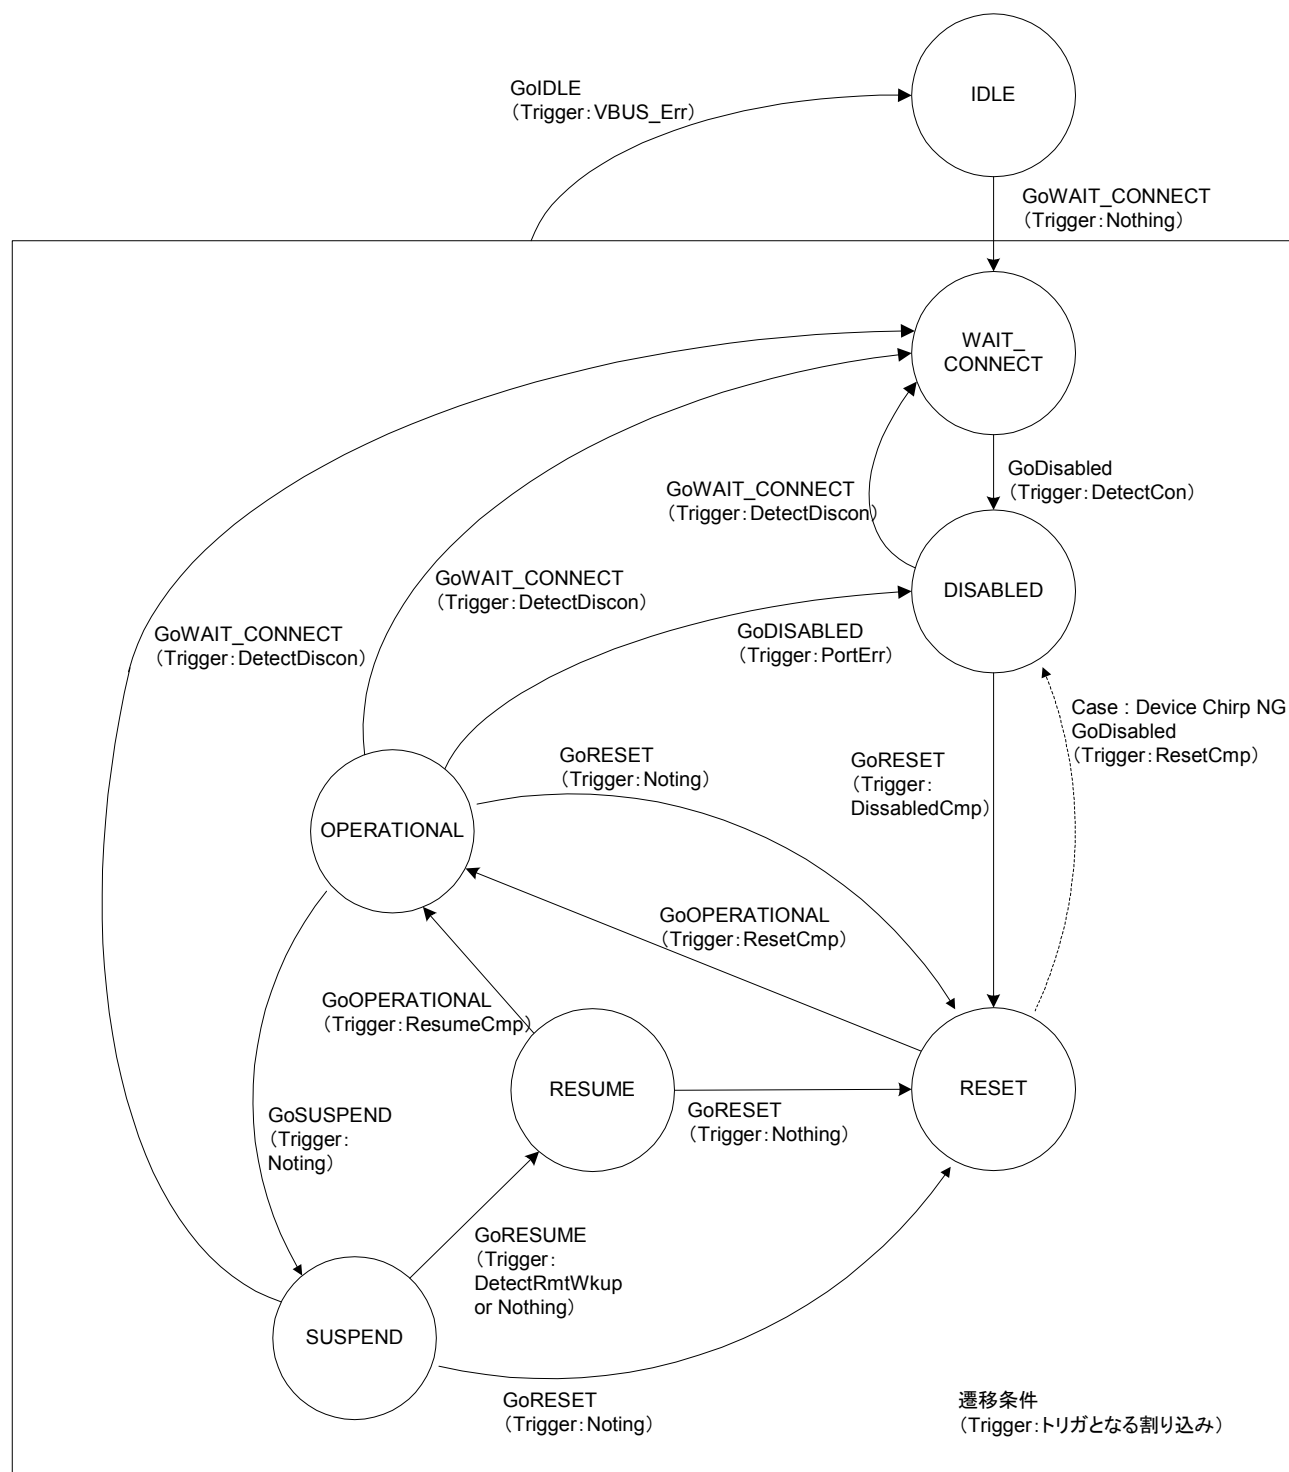 IDLE
GoIDLE
（Trigger：VBUS_Err）
GoWAIT_CONNECT
（Trigger：Nothing）
WAIT_
CONNECT
GoDisabled
（Trigger：DetectCon）
GoWAIT_CONNECT
（Trigger：DetectDiscon）
DISABLED
GoWAIT_CONNECT
（Trigger：DetectDiscon）
GoWAIT_CONNECT
（Trigger：DetectDiscon）
GoDISABLED
（Trigger：PortErr）
Case : Device Chirp NG
GoDisabled
（Trigger：ResetCmp）
GoRESET
（Trigger：Noting）
GoRESET
（Trigger：
DissabledCmp）
OPERATIONAL
GoOPERATIONAL
（Trigger：ResetCmp）
GoOPERATIONAL
（Trigger：ResumeCmp）
RESUME
RESET
GoRESET
（Trigger：Nothing）
GoSUSPEND
（Trigger：
Noting）
GoRESUME
（Trigger：
DetectRmtWkup
or Nothing）
SUSPEND
GoRESET
（Trigger：Noting）
遷移条件
（Trigger：トリガとなる割り込み）